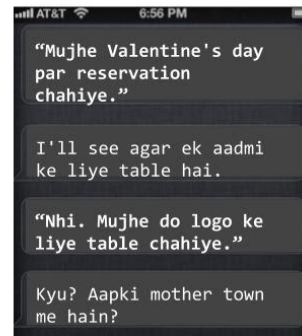 AT&T 6:56 PM
“Mujhe Valentine's day
par reservation
chahiye.”
I'll see agar ek aadmi
ke liye table hai.
“Nhi. Mujhe do logo ke
liye table chahiye.”
Kyu? Aapki mother town
me hain?